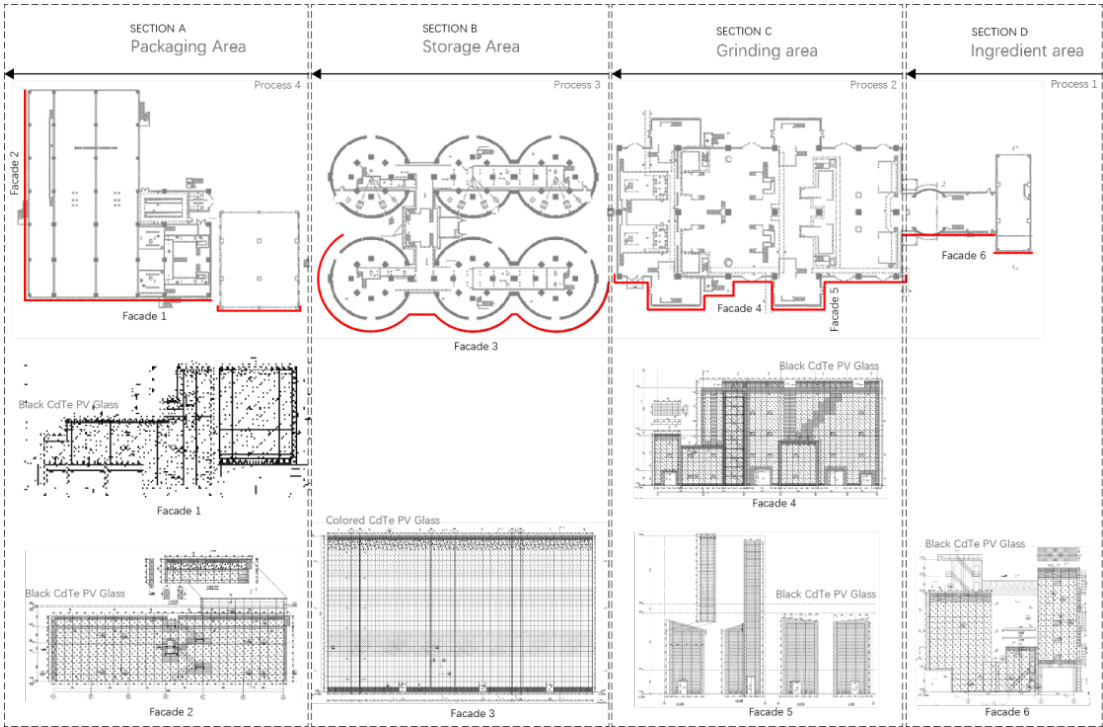 SECTION A
Packaging Area
Process 4
Facade 2
Facade 1
Black CdTe PV Glass
Facade 1
Black CdTe PV Glass
Facade 2
SECTION B
Storage Area
Process 3
Facade 3
Colored CdTe PV Glass
Facade 3
SECTION C
Grinding area
Process 2
Facade 4
Facade 5
Black CdTe PV Glass
Facade 4
Black CdTe PV Glass
Facade 5
SECTION D
Ingredient area
Process 1
Facade 6
Black CdTe PV Glass
Facade 6